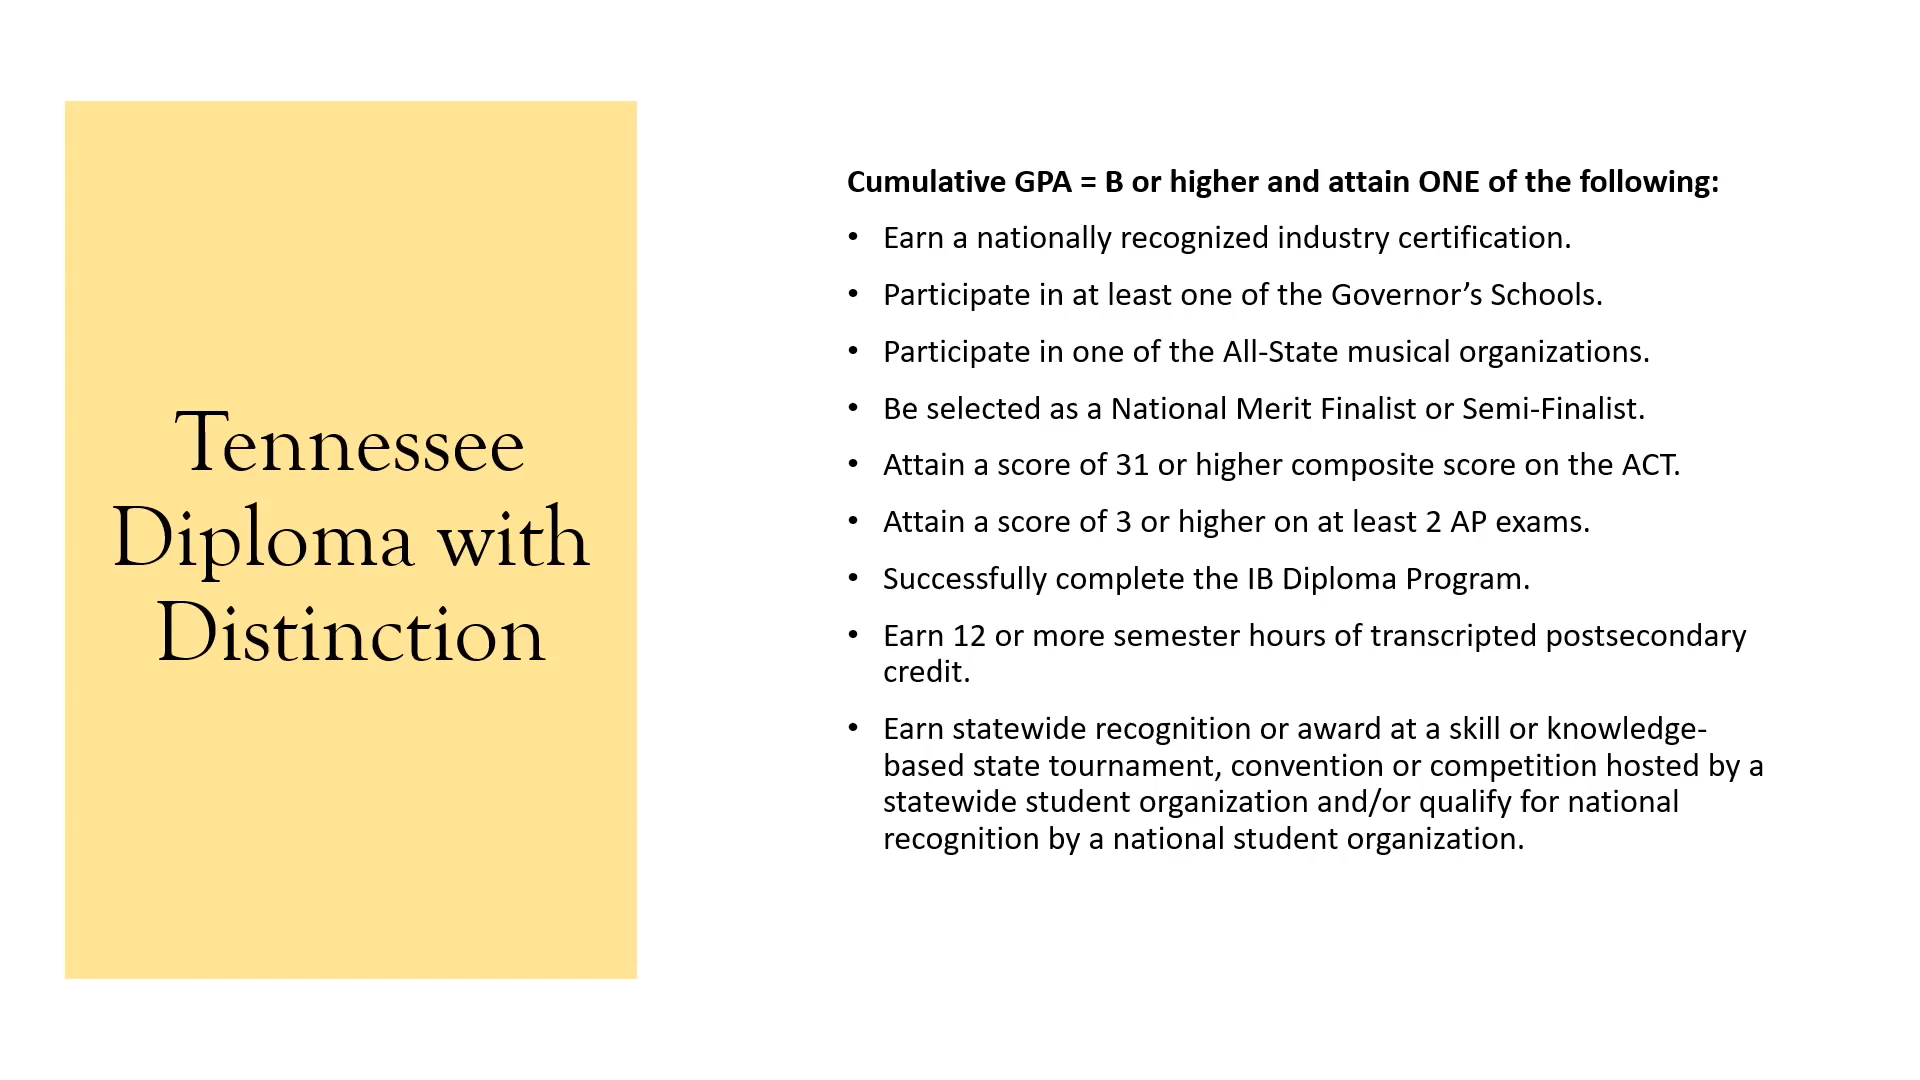 Tennessee
Diploma with
Distinction
Cumulative GPA = B or higher and attain ONE of the following:
• Earn a nationally recognized industry certification.
• Participate in at least one of the Governor’s Schools.
• Participate in one of the All-State musical organizations.
• Be selected as a National Merit Finalist or Semi-Finalist.
• Attain a score of 31 or higher composite score on the ACT.
• Attain a score of 3 or higher on at least 2 AP exams.
• Successfully complete the IB Diploma Program.
• Earn 12 or more semester hours of transcripted postsecondary
credit.
• Earn statewide recognition or award at a skill or knowledge-
based state tournament, convention or competition hosted by a
statewide student organization and/or qualify for national
recognition by a national student organization.